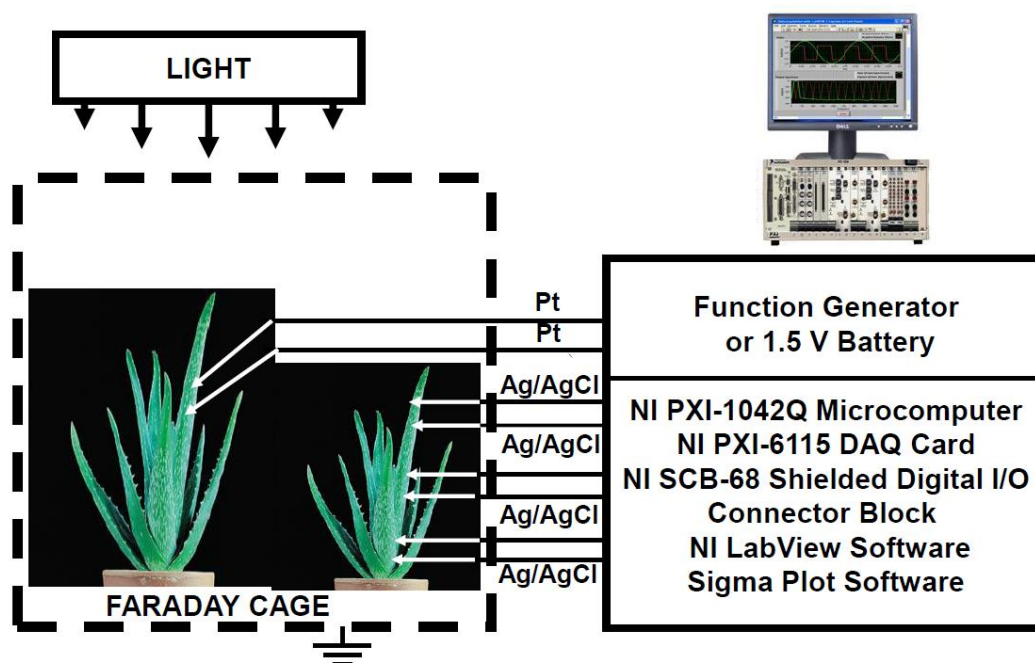 LIGHT
DELL
Pt
Pt
Ag/AgCl
Ag/AgCl
Ag/AgCl
Ag/AgCl
FARADAY CAGE
Function Generator
or 1.5 V Battery
NI PXI-1042Q Microcomputer
NI PXI-6115 DAQ Card
NI SCB-68 Shielded Digital I/O
Connector Block
NI LabView Software
Sigma Plot Software